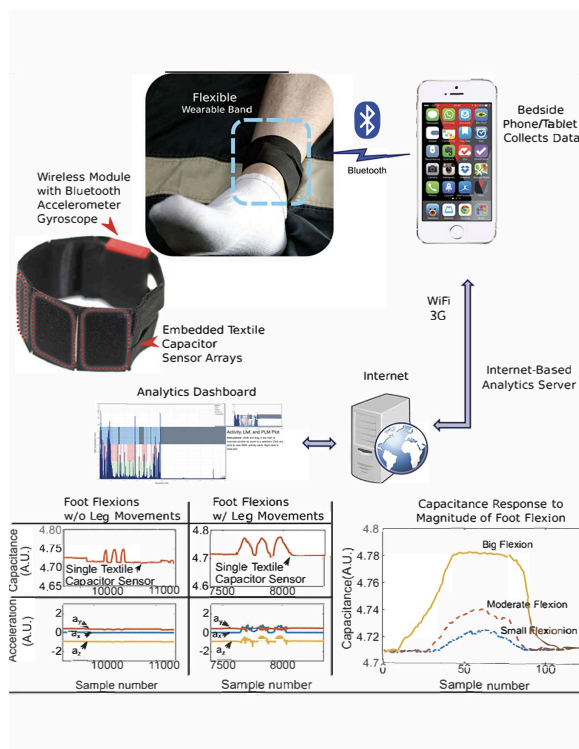 Flexible
Wearable Band
Bedside
Phone/Tablet
Collects Data
Bluetooth
Wireless Module
with Bluetooth
Accelerometer
Gyroscope
Embedded Textile
Capacitor
Sensor Arrays
WiFi
3G
Internet-Based
Analytics Server
Internet
Analytics Dashboard
Activity, LM, and PLM Plot
Foot Flexions
w/o Leg Movements
Foot Flexions
w/ Leg Movements
Capacitance Response to
Magnitude of Foot Flexion
Capacitance
(A.U.)
4.80
4.75
4.70
4.65
Single Textile
Capacitor Sensor
10000 11000
4.8
4.7
4.6
Single Textile
Capacitor Sensor
7500 8000
Acceleration
(A.U.)
2
0
-2
ay
ax
az
10000 11000
Sample number
2
0
-2
ay
ax
az
7500 8000
Sample number
Capacitance(A.U.)
4.8
4.78
4.76
4.74
4.72
4.7
Big Flexion
Moderate Flexion
Small Flexionion
0 50 100
Sample number